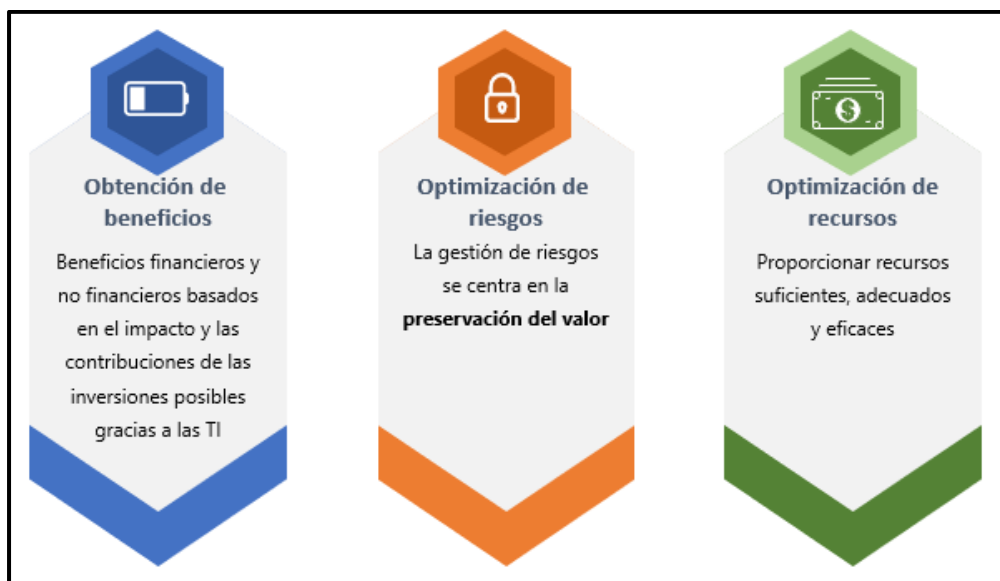 Obtención de
beneficios
Beneficios financieros y
no financieros basados
en el impacto y las
contribuciones de las
inversiones posibles
gracias a las TI
Optimización de
riesgos
La gestión de riesgos
se centra en la
preservación del valor
Optimización de
recursos
Proporcionar recursos
suficientes, adecuados
y eficaces